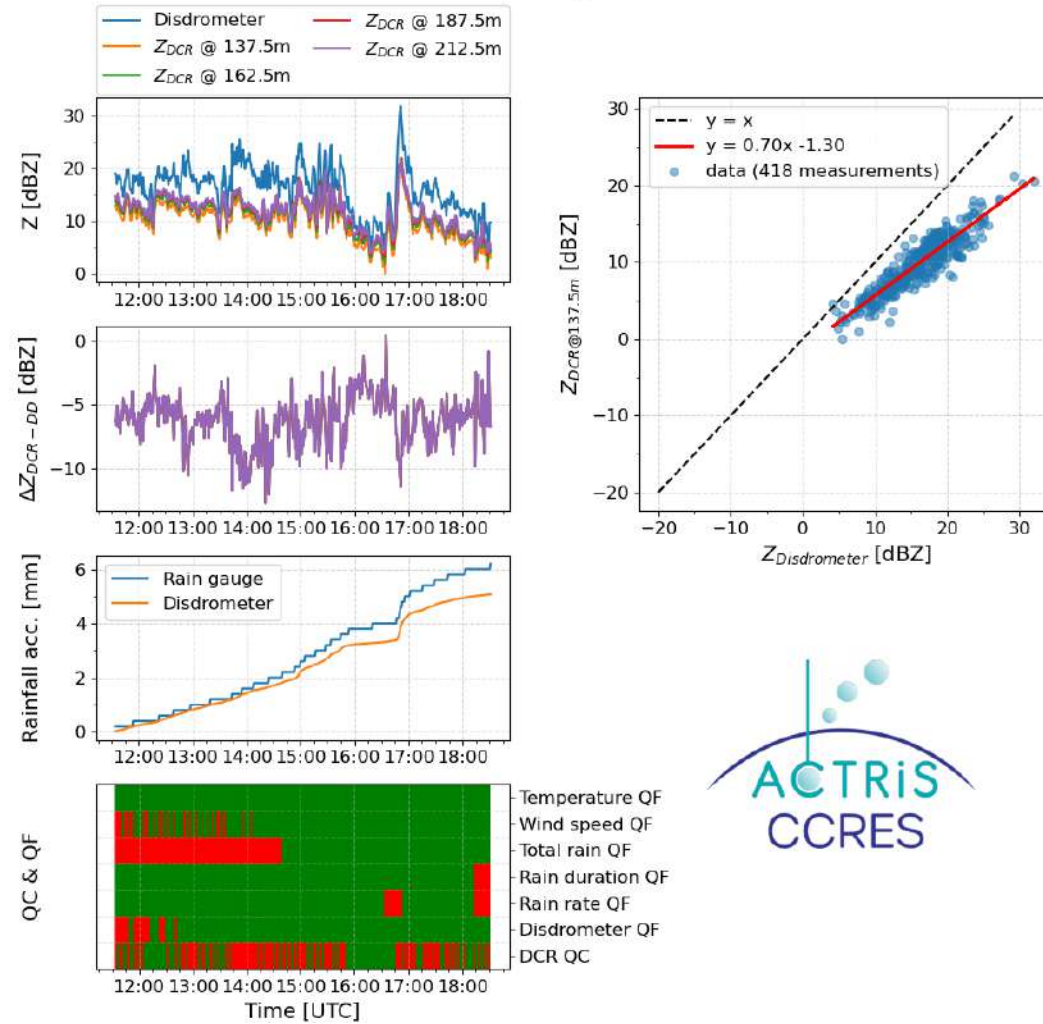 Disdrometer
Z_DCR @ 137.5m
Z_DCR @ 162.5m
Z_DCR @ 187.5m
Z_DCR @ 212.5m
Z [dBZ]
30
20
10
0
12:00 13:00 14:00 15:00 16:00 17:00 18:00
ΔZ_DCR−DD [dBZ]
0
−5
−10
12:00 13:00 14:00 15:00 16:00 17:00 18:00
Rainfall acc. [mm]
6
4
2
0
Rain gauge
Disdrometer
12:00 13:00 14:00 15:00 16:00 17:00 18:00
QC & QF
Temperature QF
Wind speed QF
Total rain QF
Rain duration QF
Rain rate QF
Disdrometer QF
DCR QC
12:00 13:00 14:00 15:00 16:00 17:00 18:00
Time [UTC]
y = x
y = 0.70x -1.30
data (418 measurements)
Z_DCR@137.5m [dBZ]
30
20
10
0
−10
−20
−20 −10 0 10 20 30
Z_Disdrometer [dBZ]
ACTRiS
CCRES